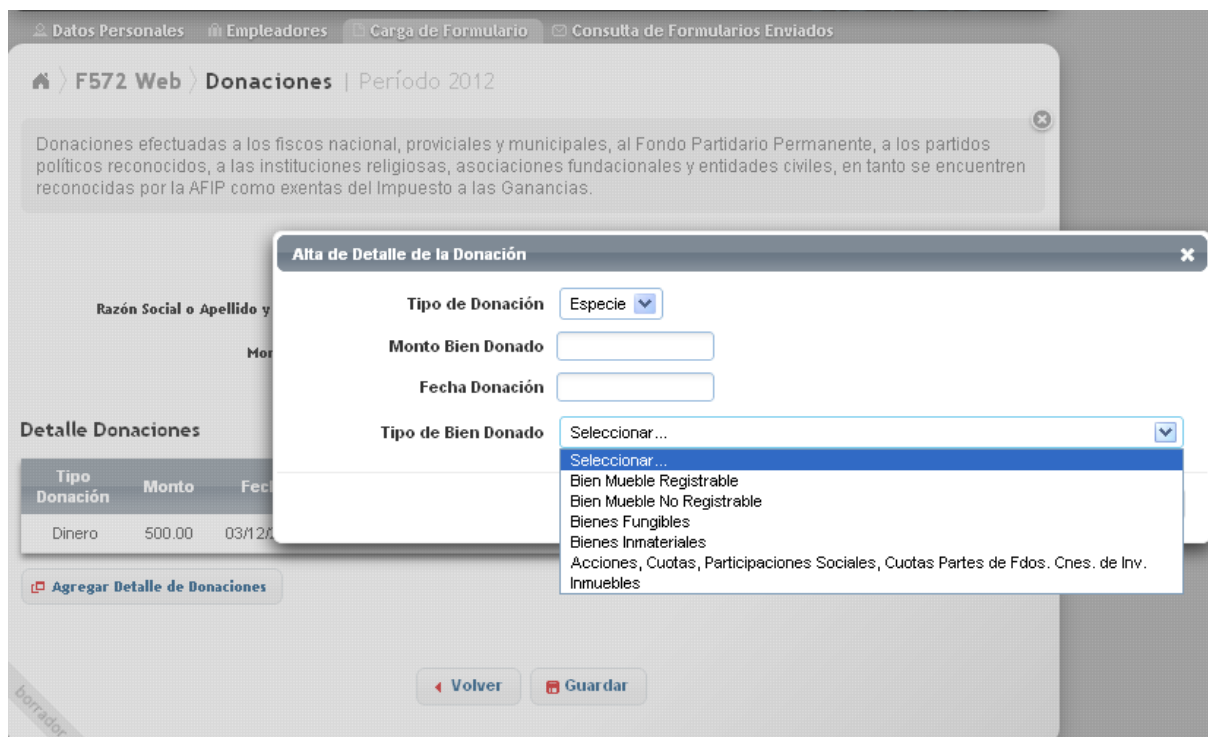 Datos Personales Empleadores Carga de Formulario Consulta de Formularios Enviados
F572 Web Donaciones | Período 2012
Donaciones efectuadas a los fiscos nacional, proviciales y municipales, al Fondo Partidario Permanente, a los partidos
políticos reconocidos, a las instituciones religiosas, asociaciones fundacionales y entidades civiles, en tanto se encuentren
reconocidas por la AFIP como exentas del Impuesto a las Ganancias.
Alta de Detalle de la Donación
Razón Social o Apellido y
Tipo de Donación Especie
Monto Bien Donado
Fecha Donación
Tipo de Bien Donado Seleccionar...
Seleccionar...
Bien Mueble Registrable
Bien Mueble No Registrable
Bienes Fungibles
Bienes Inmateriales
Acciones, Cuotas, Participaciones Sociales, Cuotas Partes de Fdos. Cnes. de Inv.
Inmuebles
Detalle Donaciones
Tipo Donación Monto
Dinero 500.00 03/12/
Agregar Detalle de Donaciones
Volver Guardar
borrador